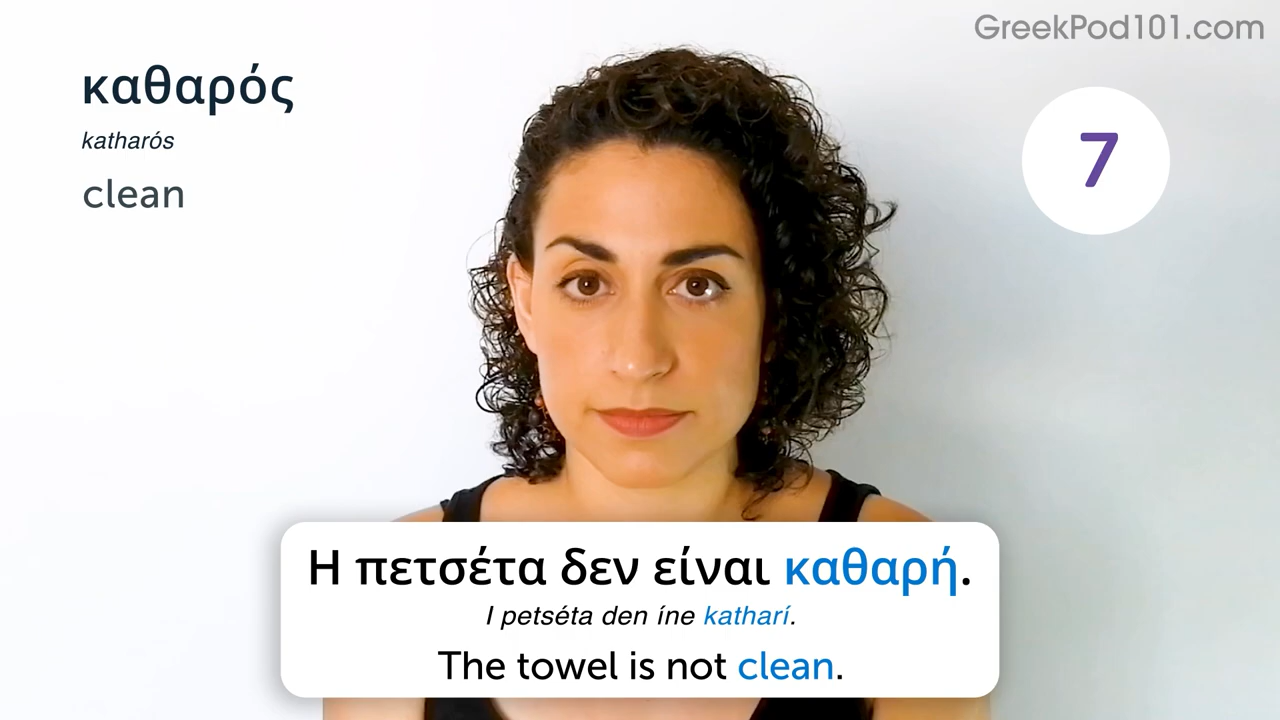 GreekPod101.com
καθαρός
katharós
clean
7
Η πετσέτα δεν είναι καθαρή.
I petséta den íne katharí.
The towel is not clean.